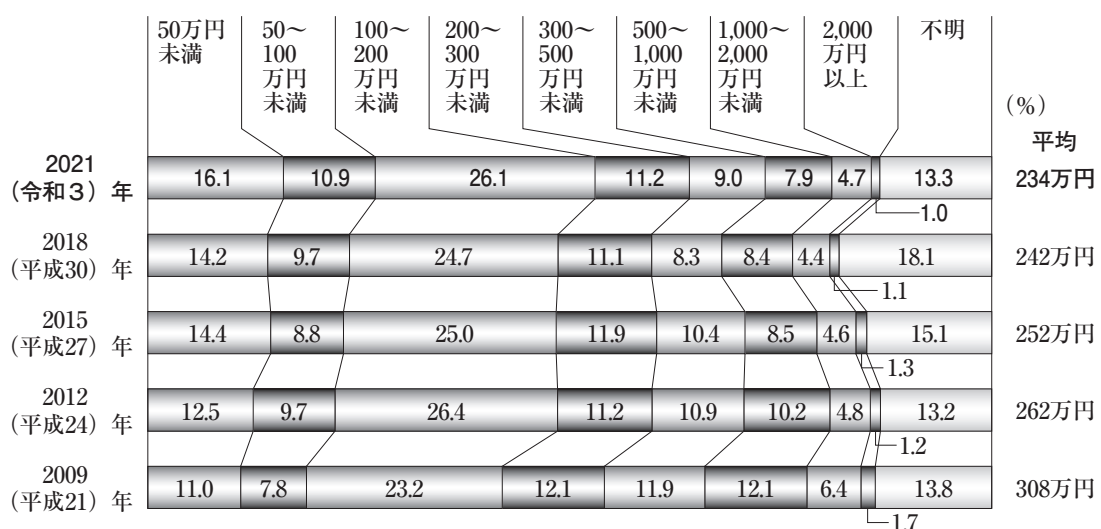 50万円
未満
50～
100
万円
未満
100～
200
万円
未満
200～
300
万円
未満
300～
500
万円
未満
500～
1,000
万円
未満
1,000～
2,000
万円
未満
2,000
万円
以上
不明
（%）
平均
2021
（令和３）年
16.1 10.9 26.1 11.2 9.0 7.9 4.7 13.3 234万円
1.0
2018
（平成30）年
14.2 9.7 24.7 11.1 8.3 8.4 4.4 18.1 242万円
1.1
2015
（平成27）年
14.4 8.8 25.0 11.9 10.4 8.5 4.6 15.1 252万円
1.3
2012
（平成24）年
12.5 9.7 26.4 11.2 10.9 10.2 4.8 13.2 262万円
1.2
2009
（平成21）年
11.0 7.8 23.2 12.1 11.9 12.1 6.4 13.8 308万円
1.7